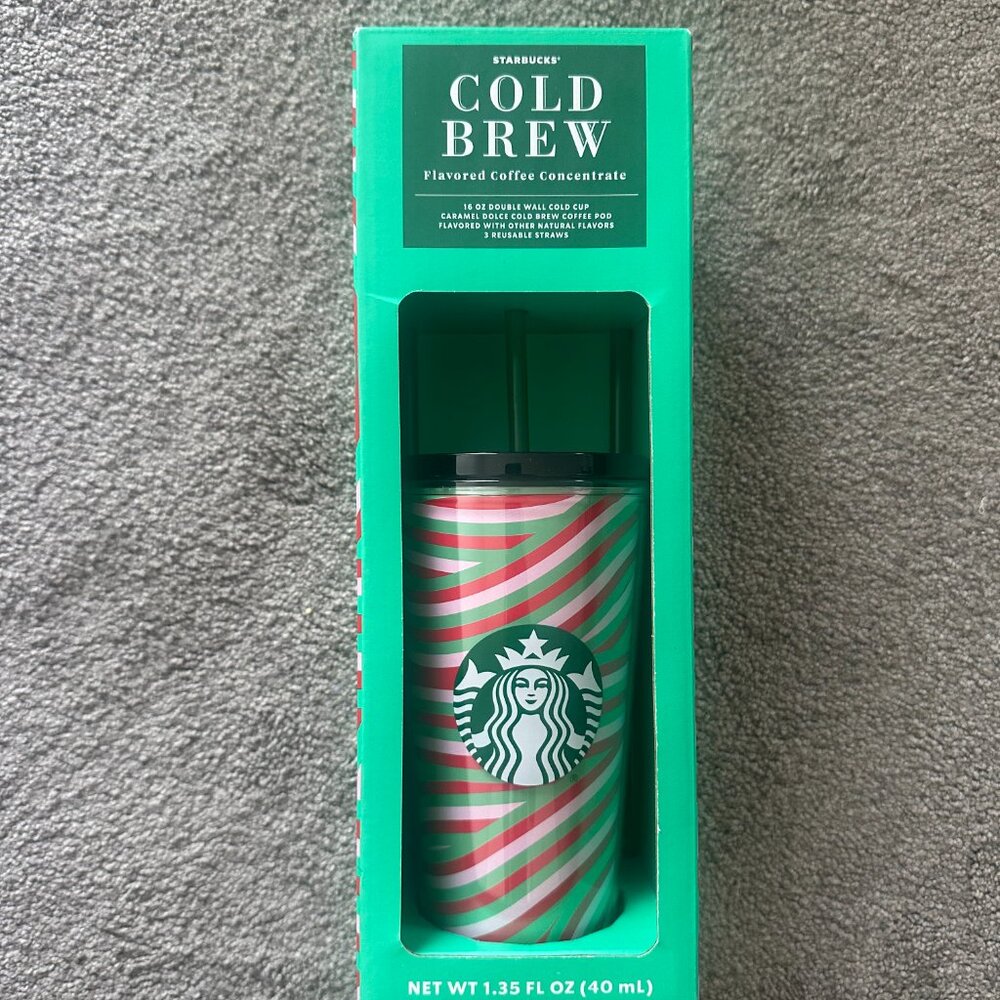 STARBUCKS®
COLD
BREW
Flavored Coffee Concentrate
16 OZ DOUBLE WALL COLD CUP
CARAMEL DOLCE COLD BREW COFFEE POD
FLAVORED WITH OTHER NATURAL FLAVORS
3 REUSABLE STRAWS
®
NET WT 1.35 FL OZ (40 mL)